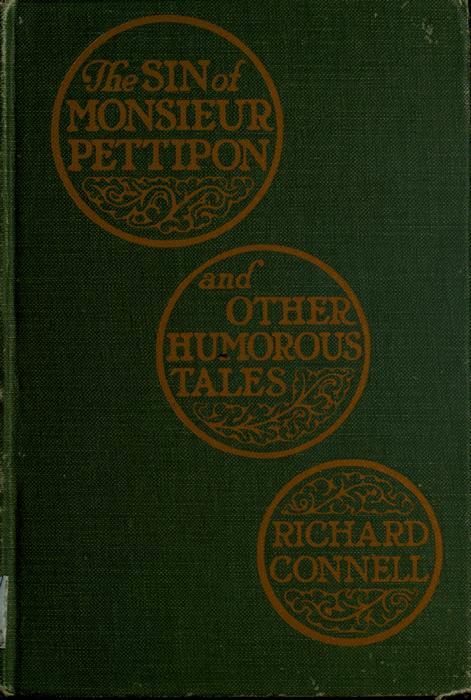 The SIN of
MONSIEUR
PETTIPON
and
OTHER
HUMOROUS
TALES
RICHARD
CONNELL